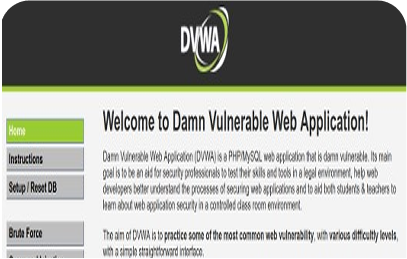 DVWA
Home
Instructions
Setup / Reset DB
Brute Force
Welcome to Damn Vulnerable Web Application!
Damn Vulnerable Web Application (DVWA) is a PHP/MySQL web application that is damn vulnerable. Its main
goal is to be an aid for security professionals to test their skills and tools in a legal environment, help web
developers better understand the processes of securing web applications and to aid both students & teachers to
learn about web application security in a controlled class room environment.
The aim of DVWA is to practice some of the most common web vulnerability, with various difficulty levels,
with a simple straightforward interface.